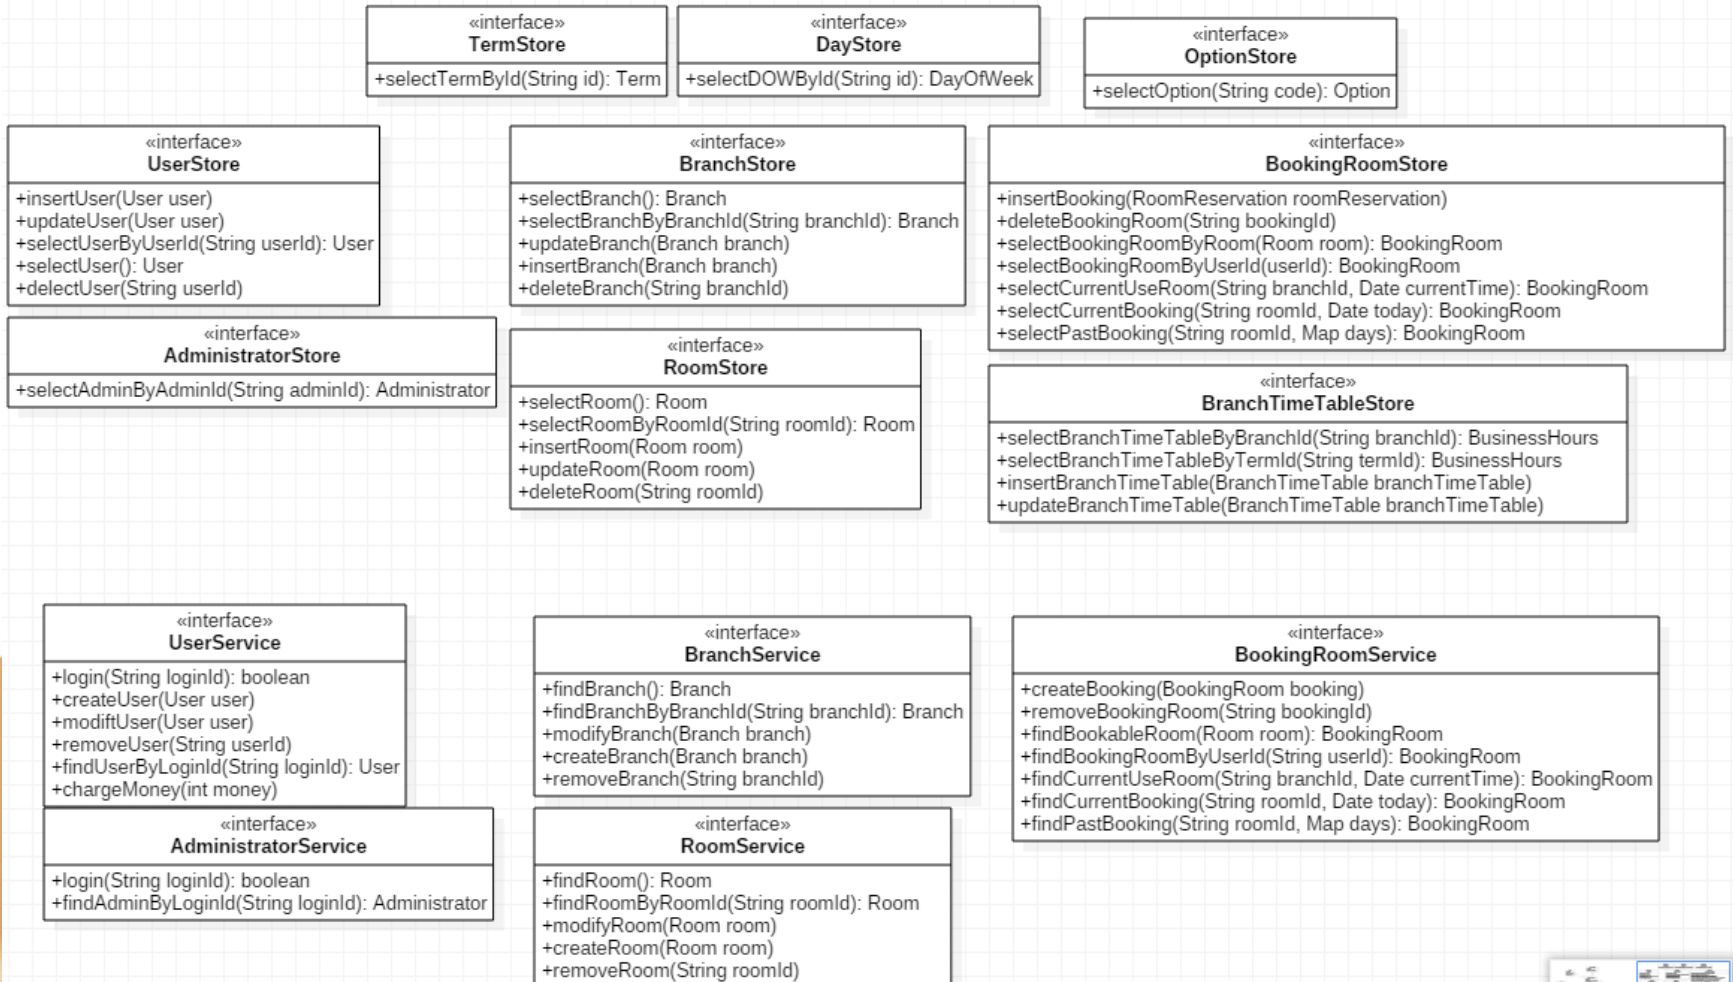 «interface»
TermStore
+selectTermById(String id): Term
«interface»
DayStore
+selectDOWById(String id): DayOfWeek
«interface»
OptionStore
+selectOption(String code): Option
«interface»
UserStore
+insertUser(User user)
+updateUser(User user)
+selectUserByUserId(String userId): User
+selectUser(): User
+delectUser(String userId)
«interface»
BranchStore
+selectBranch(): Branch
+selectBranchByBranchId(String branchId): Branch
+updateBranch(Branch branch)
+insertBranch(Branch branch)
+deleteBranch(String branchId)
«interface»
BookingRoomStore
+insertBooking(RoomReservation roomReservation)
+deleteBookingRoom(String bookingId)
+selectBookingRoomByRoom(Room room): BookingRoom
+selectBookingRoomByUserId(userId): BookingRoom
+selectCurrentUseRoom(String branchId, Date currentTime): BookingRoom
+selectCurrentBooking(String roomId, Date today): BookingRoom
+selectPastBooking(String roomId, Map days): BookingRoom
«interface»
AdministratorStore
+selectAdminByAdminId(String adminId): Administrator
«interface»
RoomStore
+selectRoom(): Room
+selectRoomByRoomId(String roomId): Room
+insertRoom(Room room)
+updateRoom(Room room)
+deleteRoom(String roomId)
«interface»
BranchTimeTableStore
+selectBranchTimeTableByBranchId(String branchId): BusinessHours
+selectBranchTimeTableByTermId(String termId): BusinessHours
+insertBranchTimeTable(BranchTimeTable branchTimeTable)
+updateBranchTimeTable(BranchTimeTable branchTimeTable)
«interface»
UserService
+login(String loginId): boolean
+createUser(User user)
+modiftUser(User user)
+removeUser(String userId)
+findUserByLoginId(String loginId): User
+chargeMoney(int money)
«interface»
BranchService
+findBranch(): Branch
+findBranchByBranchId(String branchId): Branch
+modifyBranch(Branch branch)
+createBranch(Branch branch)
+removeBranch(String branchId)
«interface»
BookingRoomService
+createBooking(BookingRoom booking)
+removeBookingRoom(String bookingId)
+findBookableRoom(Room room): BookingRoom
+findBookingRoomByUserId(String userId): BookingRoom
+findCurrentUseRoom(String branchId, Date currentTime): BookingRoom
+findCurrentBooking(String roomId, Date today): BookingRoom
+findPastBooking(String roomId, Map days): BookingRoom
«interface»
AdministratorService
+login(String loginId): boolean
+findAdminByLoginId(String loginId): Administrator
«interface»
RoomService
+findRoom(): Room
+findRoomByRoomId(String roomId): Room
+modifyRoom(Room room)
+createRoom(Room room)
+removeRoom(String roomId)